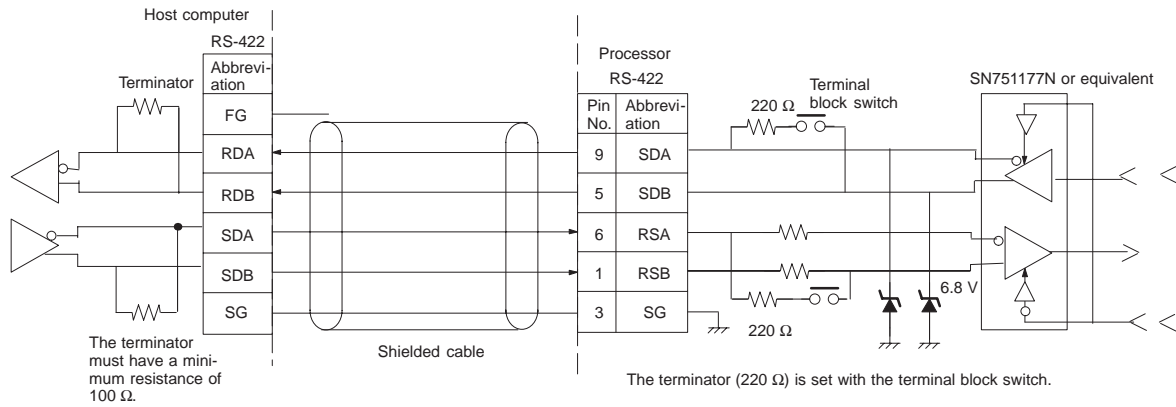 Host computer
RS-422
Terminator
Abbrevi-
ation
FG
RDA
RDB
SDA
SDB
SG
The terminator
must have a mini-
mum resistance of
100 Ω.
Shielded cable
Processor
RS-422
Pin
No.
Abbrevi-
ation
9 SDA
5 SDB
6 RSA
1 RSB
3 SG
220 Ω
Terminal
block switch
SN751177N or equivalent
6.8 V
220 Ω
The terminator (220 Ω) is set with the terminal block switch.